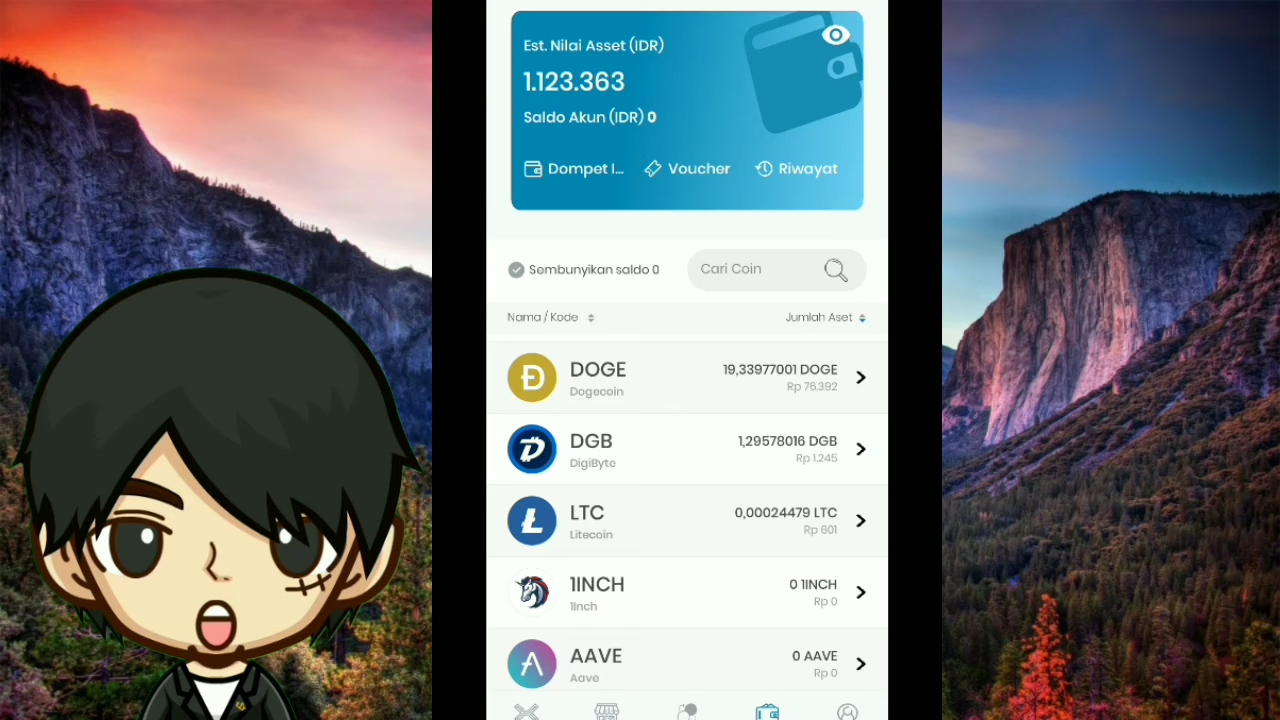 Est. Nilai Asset (IDR)
1.123.363
Saldo Akun (IDR) 0
Dompet I... Voucher Riwayat
Sembunyikan saldo 0 Cari Coin
Nama / Kode Jumlah Aset
DOGE 19,33977001 DOGE
Dogecoin Rp 76.392
DGB 1,29578016 DGB
DigiByte Rp 1.245
LTC 0,00024479 LTC
Litecoin Rp 601
1INCH 0 1INCH
1Inch Rp 0
AAVE 0 AAVE
Aave Rp 0